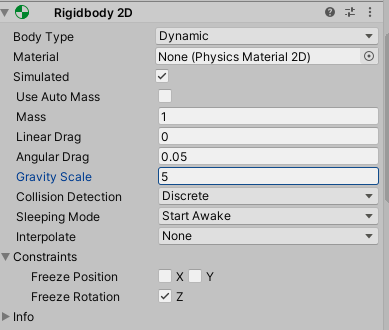 Rigidbody 2D
Body Type Dynamic
Material None (Physics Material 2D)
Simulated
Use Auto Mass
Mass 1
Linear Drag 0
Angular Drag 0.05
Gravity Scale 5
Collision Detection Discrete
Sleeping Mode Start Awake
Interpolate None
Constraints
Freeze Position X Y
Freeze Rotation Z
Info